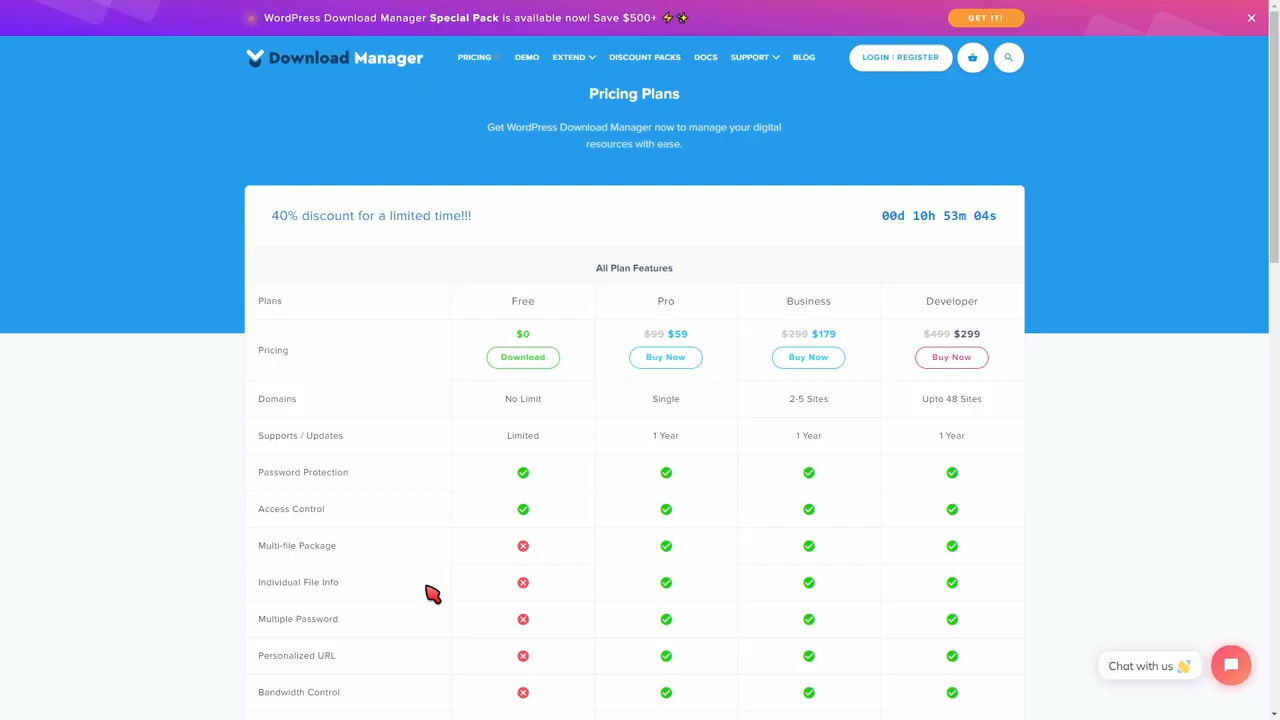 WordPress Download Manager Special Pack is available now! Save $500+ ⚡✨
GET IT!
Download Manager
PRICING DEMO EXTEND DISCOUNT PACKS DOCS SUPPORT BLOG
LOGIN | REGISTER
Pricing Plans
Get WordPress Download Manager now to manage your digital
resources with ease.
40% discount for a limited time!!! 00d 10h 53m 04s
All Plan Features
Plans Free Pro Business Developer
$0 $99 $59 $299 $179 $499 $299
Pricing
Download Buy Now Buy Now Buy Now
Domains No Limit Single 2-5 Sites Upto 48 Sites
Supports / Updates Limited 1 Year 1 Year 1 Year
Password Protection
Access Control
Multi-file Package
Individual File Info
Multiple Password
Personalized URL
Chat with us 👋
Bandwidth Control